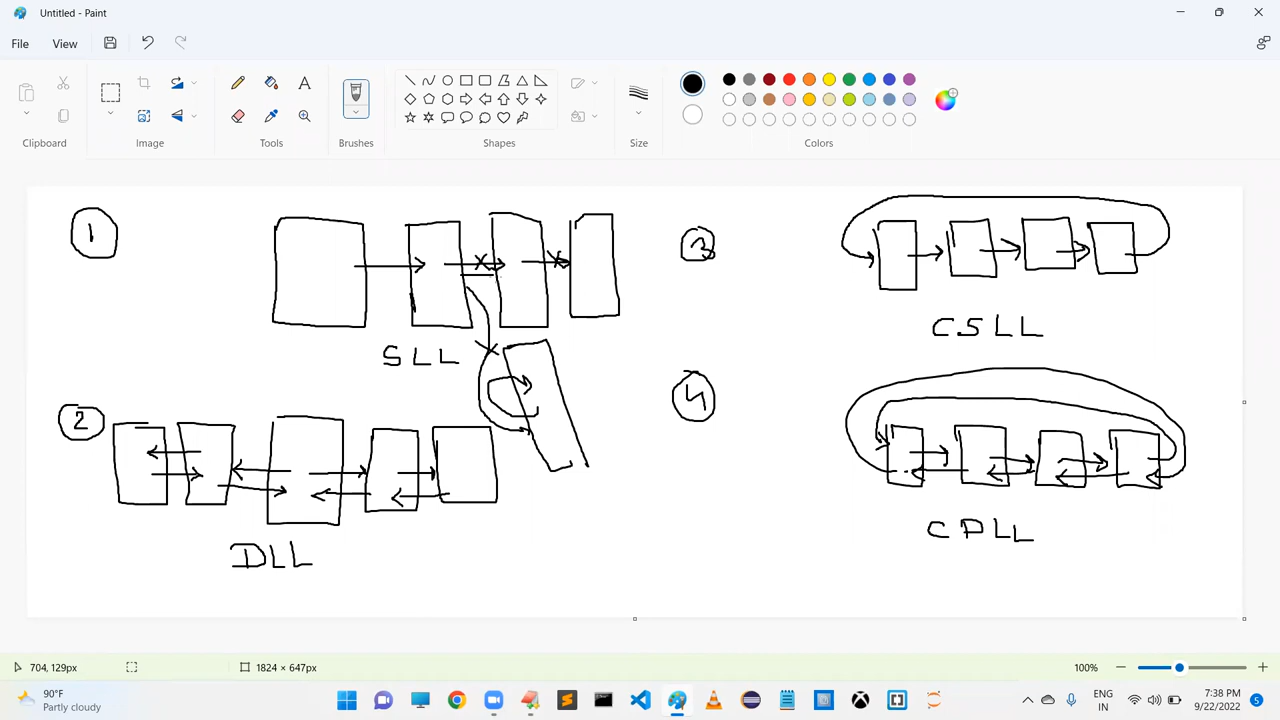 Untitled - Paint
File View
Clipboard Image Tools Brushes Shapes Size Colors
1
SLL
2
DLL
3
CSLL
4
CDLL
704, 129px 1824 × 647px 100%
90°F
Partly cloudy
ENG
IN
7:38 PM
9/22/2022
5